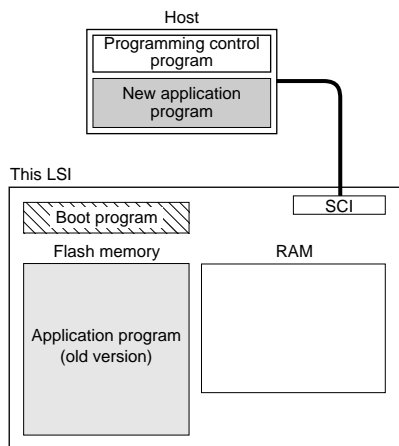 Host
Programming control
program
New application
program
This LSI
SCI
Boot program
Flash memory
RAM
Application program
(old version)